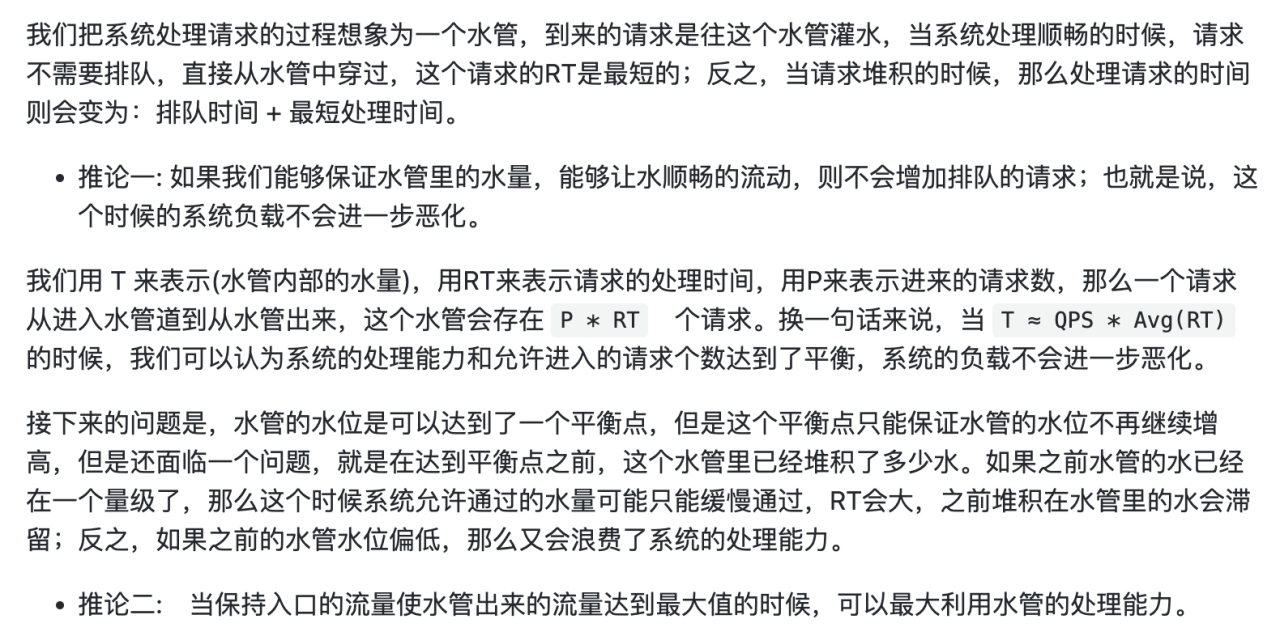 我们把系统处理请求的过程想象为一个水管，到来的请求是往这个水管灌水，当系统处理顺畅的时候，请求
不需要排队，直接从水管中穿过，这个请求的RT是最短的；反之，当请求堆积的时候，那么处理请求的时间
则会变为：排队时间 + 最短处理时间。
• 推论一: 如果我们能够保证水管里的水量，能够让水顺畅的流动，则不会增加排队的请求；也就是说，这
个时候的系统负载不会进一步恶化。
我们用 T 来表示(水管内部的水量)，用RT来表示请求的处理时间，用P来表示进来的请求数，那么一个请求
从进入水管道到从水管出来，这个水管会存在 P * RT 个请求。换一句话来说，当 T ≈ QPS * Avg(RT)
的时候，我们可以认为系统的处理能力和允许进入的请求个数达到了平衡，系统的负载不会进一步恶化。
接下来的问题是，水管的水位是可以达到了一个平衡点，但是这个平衡点只能保证水管的水位不再继续增
高，但是还面临一个问题，就是在达到平衡点之前，这个水管里已经堆积了多少水。如果之前水管的水已经
在一个量级了，那么这个时候系统允许通过的水量可能只能缓慢通过，RT会大，之前堆积在水管里的水会滞
留；反之，如果之前的水管水位偏低，那么又会浪费了系统的处理能力。
• 推论二: 当保持入口的流量使水管出来的流量达到最大值的时候，可以最大利用水管的处理能力。